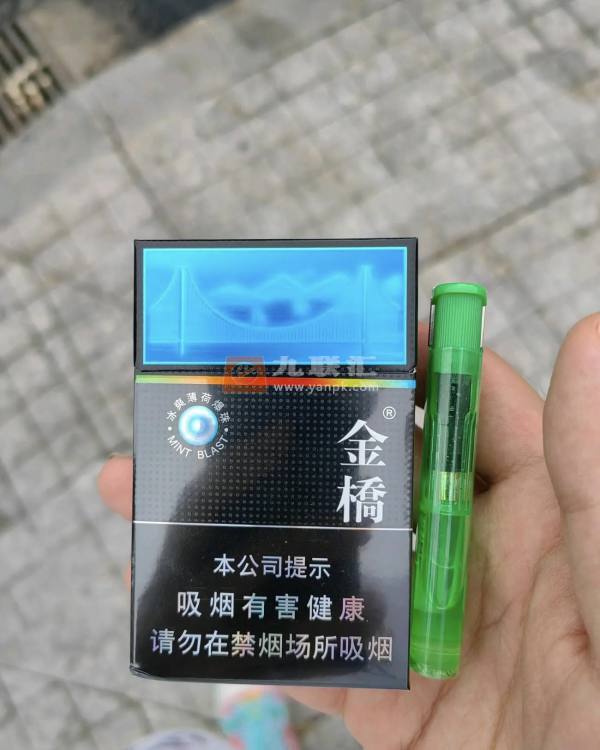 九联汇
www.yanpk.com
冰爽薄荷爆珠
MINT BLAST
金橋®
本公司提示
吸烟有害健康
请勿在禁烟场所吸烟